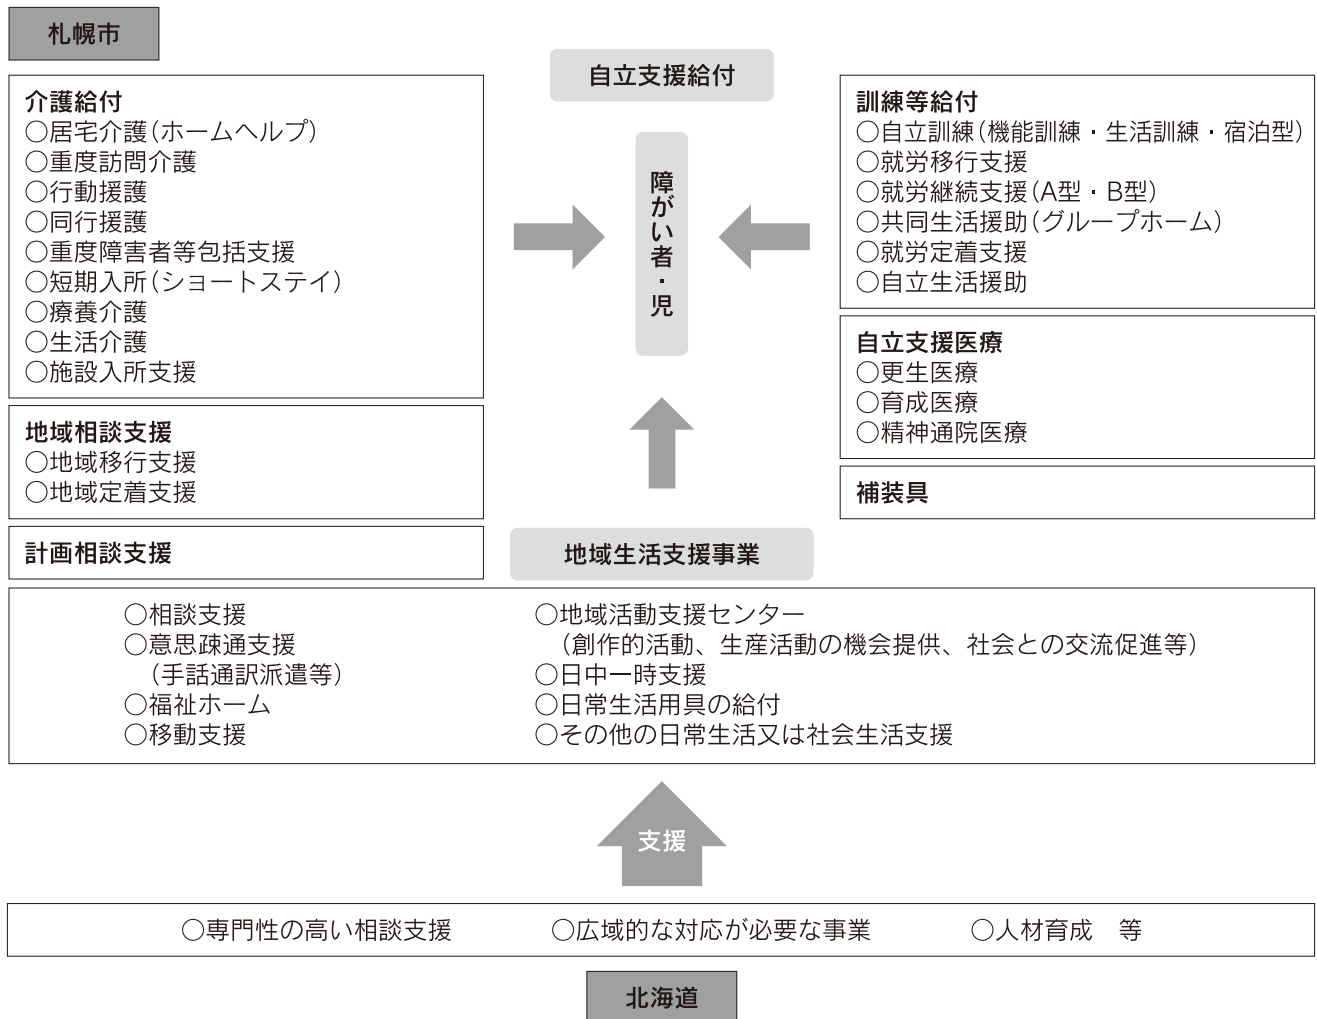 札幌市
自立支援給付
介護給付
○居宅介護(ホームヘルプ)
○重度訪問介護
○行動援護
○同行援護
○重度障害者等包括支援
○短期入所(ショートステイ)
○療養介護
○生活介護
○施設入所支援
地域相談支援
○地域移行支援
○地域定着支援
計画相談支援
障がい者・児
訓練等給付
○自立訓練(機能訓練・生活訓練・宿泊型)
○就労移行支援
○就労継続支援(A型・B型)
○共同生活援助(グループホーム)
○就労定着支援
○自立生活援助
自立支援医療
○更生医療
○育成医療
○精神通院医療
補装具
地域生活支援事業
○相談支援
○意思疎通支援
(手話通訳派遣等)
○福祉ホーム
○移動支援
○地域活動支援センター
(創作的活動、生産活動の機会提供、社会との交流促進等)
○日中一時支援
○日常生活用具の給付
○その他の日常生活又は社会生活支援
支援
○専門性の高い相談支援 ○広域的な対応が必要な事業 ○人材育成 等
北海道